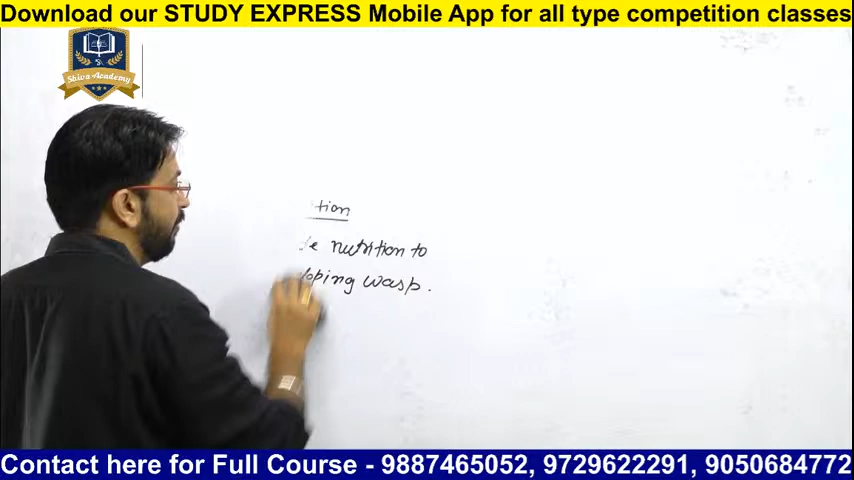 Download our STUDY EXPRESS Mobile App for all type competition classes
Shiva Academy
tion
nutrition to
wasp.
Contact here for Full Course - 9887465052, 9729622291, 9050684772